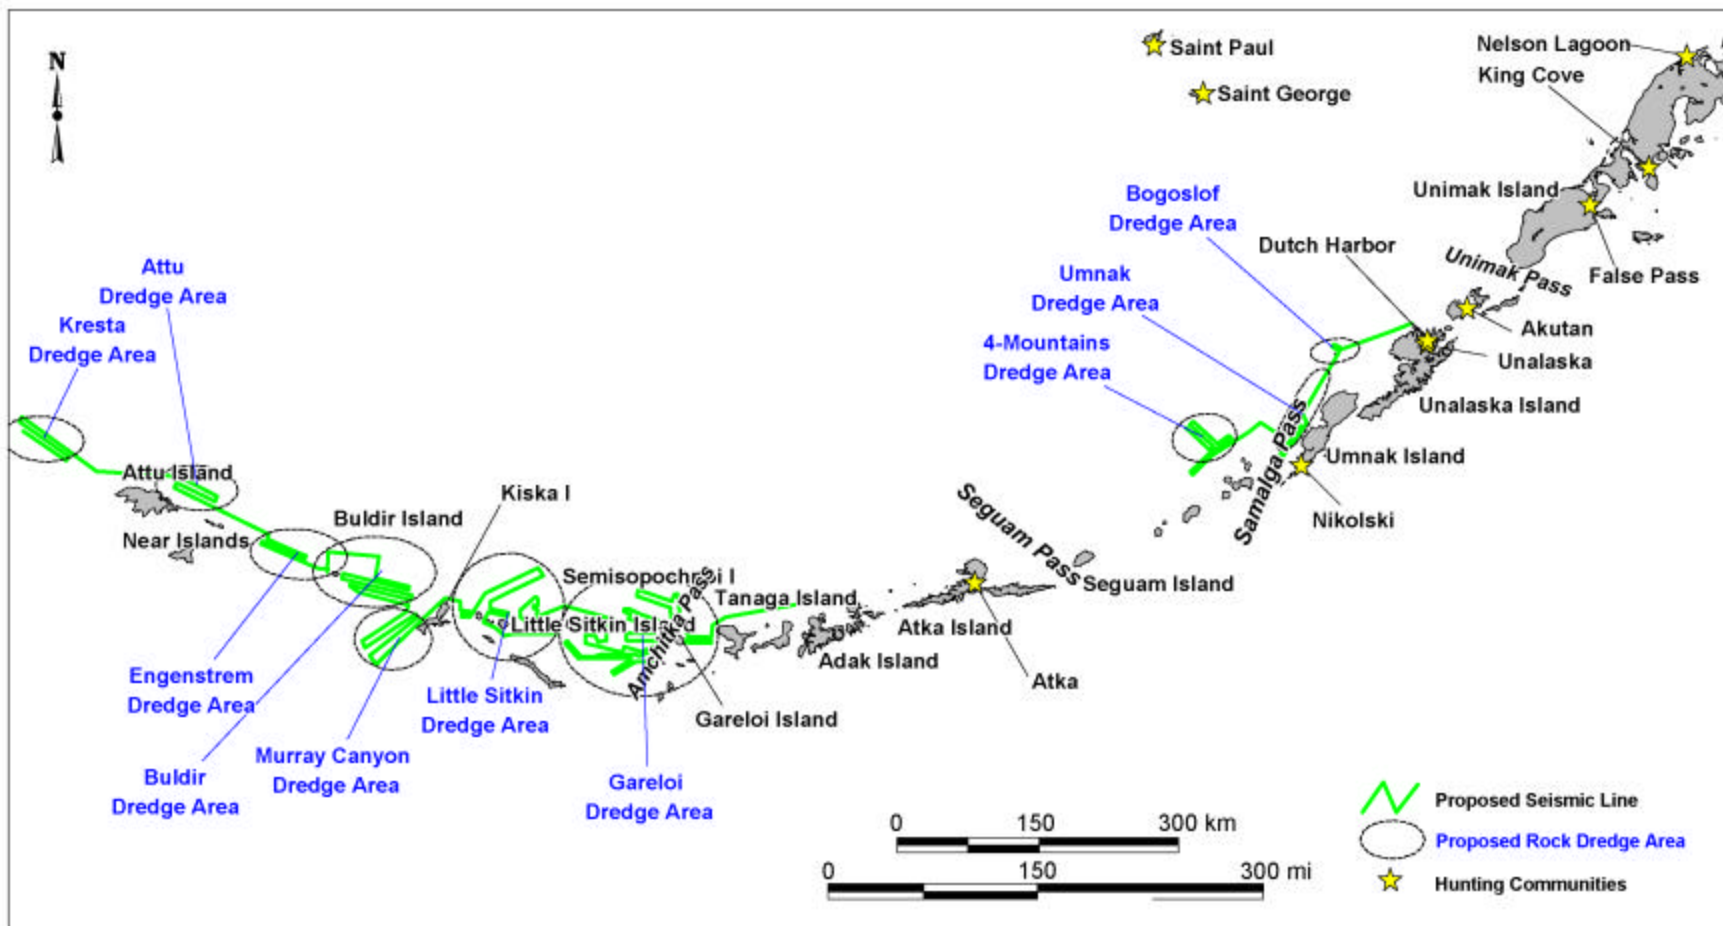 N
Saint Paul
Saint George
Nelson Lagoon
King Cove
Unimak Island
Bogoslof
Dredge Area
Dutch Harbor
Unimak Pass
False Pass
Umnak
Dredge Area
Akutan
4-Mountains
Dredge Area
Unalaska
Unalaska Island
Attu
Dredge Area
Kresta
Dredge Area
Samalga Pass
Umnak Island
Nikolski
Attu Island
Kiska I
Buldir Island
Near Islands
Seguam Pass
Seguam Island
Semisopochnoi I
Tanaga Island
Little Sitkin Island
Amchitka Pass
Atka Island
Adak Island
Atka
Gareloi Island
Engenstrem
Dredge Area
Little Sitkin
Dredge Area
Murray Canyon
Dredge Area
Buldir
Dredge Area
Gareloi
Dredge Area
0 150 300 km
0 150 300 mi
Proposed Seismic Line
Proposed Rock Dredge Area
Hunting Communities